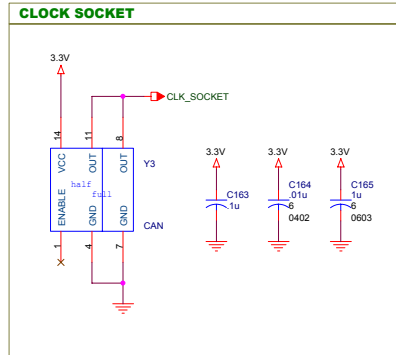 CLOCK SOCKET
3.3V
CLK_SOCKET
14
11
8
VCC
OUT
OUT
Y3
half
full
ENABLE
GND
GND
CAN
1
4
7
3.3V
C163
.1u
3.3V
C164
.01u
6
0402
3.3V
C165
1u
6
0603